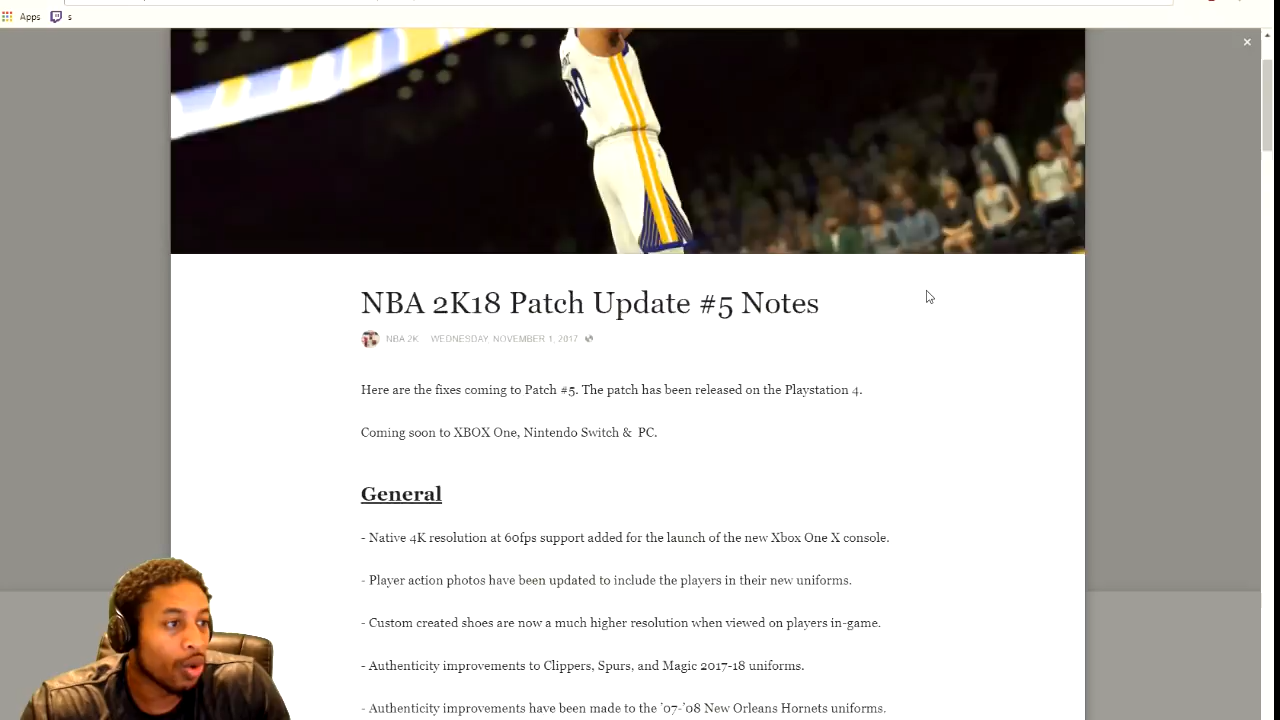 Apps s
30
NBA 2K18 Patch Update #5 Notes
NBA 2K WEDNESDAY, NOVEMBER 1, 2017
Here are the fixes coming to Patch #5. The patch has been released on the Playstation 4.
Coming soon to XBOX One, Nintendo Switch & PC.
General
- Native 4K resolution at 60fps support added for the launch of the new Xbox One X console.
- Player action photos have been updated to include the players in their new uniforms.
- Custom created shoes are now a much higher resolution when viewed on players in-game.
- Authenticity improvements to Clippers, Spurs, and Magic 2017-18 uniforms.
- Authenticity improvements have been made to the '07-'08 New Orleans Hornets uniforms.